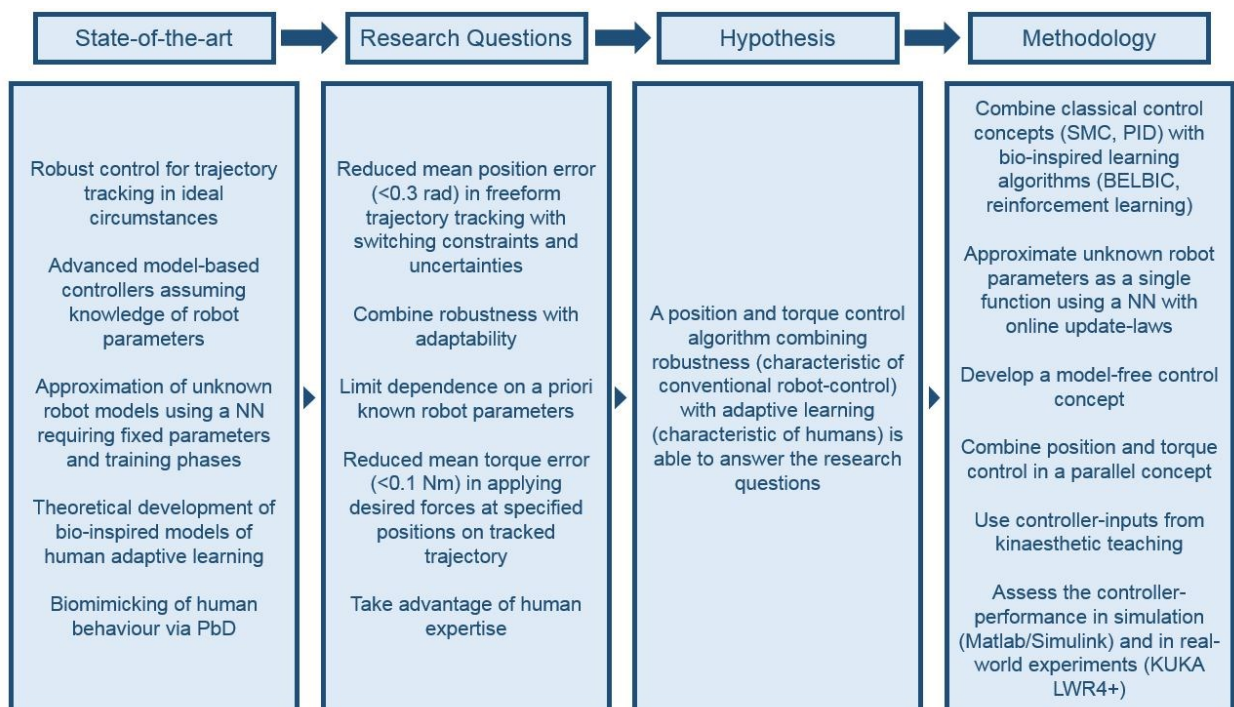 State-of-the-art
Research Questions
Hypothesis
Methodology
Robust control for trajectory
tracking in ideal
circumstances
Advanced model-based
controllers assuming
knowledge of robot
parameters
Approximation of unknown
robot models using a NN
requiring fixed parameters
and training phases
Theoretical development of
bio-inspired models of
human adaptive learning
Biomimicking of human
behaviour via PbD
Reduced mean position error
(<0.3 rad) in freeform
trajectory tracking with
switching constraints and
uncertainties
Combine robustness with
adaptability
Limit dependence on a priori
known robot parameters
Reduced mean torque error
(<0.1 Nm) in applying
desired forces at specified
positions on tracked
trajectory
Take advantage of human
expertise
A position and torque control
algorithm combining
robustness (characteristic of
conventional robot-control)
with adaptive learning
(characteristic of humans) is
able to answer the research
questions
Combine classical control
concepts (SMC, PID) with
bio-inspired learning
algorithms (BELBIC,
reinforcement learning)
Approximate unknown robot
parameters as a single
function using a NN with
online update-laws
Develop a model-free control
concept
Combine position and torque
control in a parallel concept
Use controller-inputs from
kinaesthetic teaching
Assess the controller-
performance in simulation
(Matlab/Simulink) and in real-
world experiments (KUKA
LWR4+)